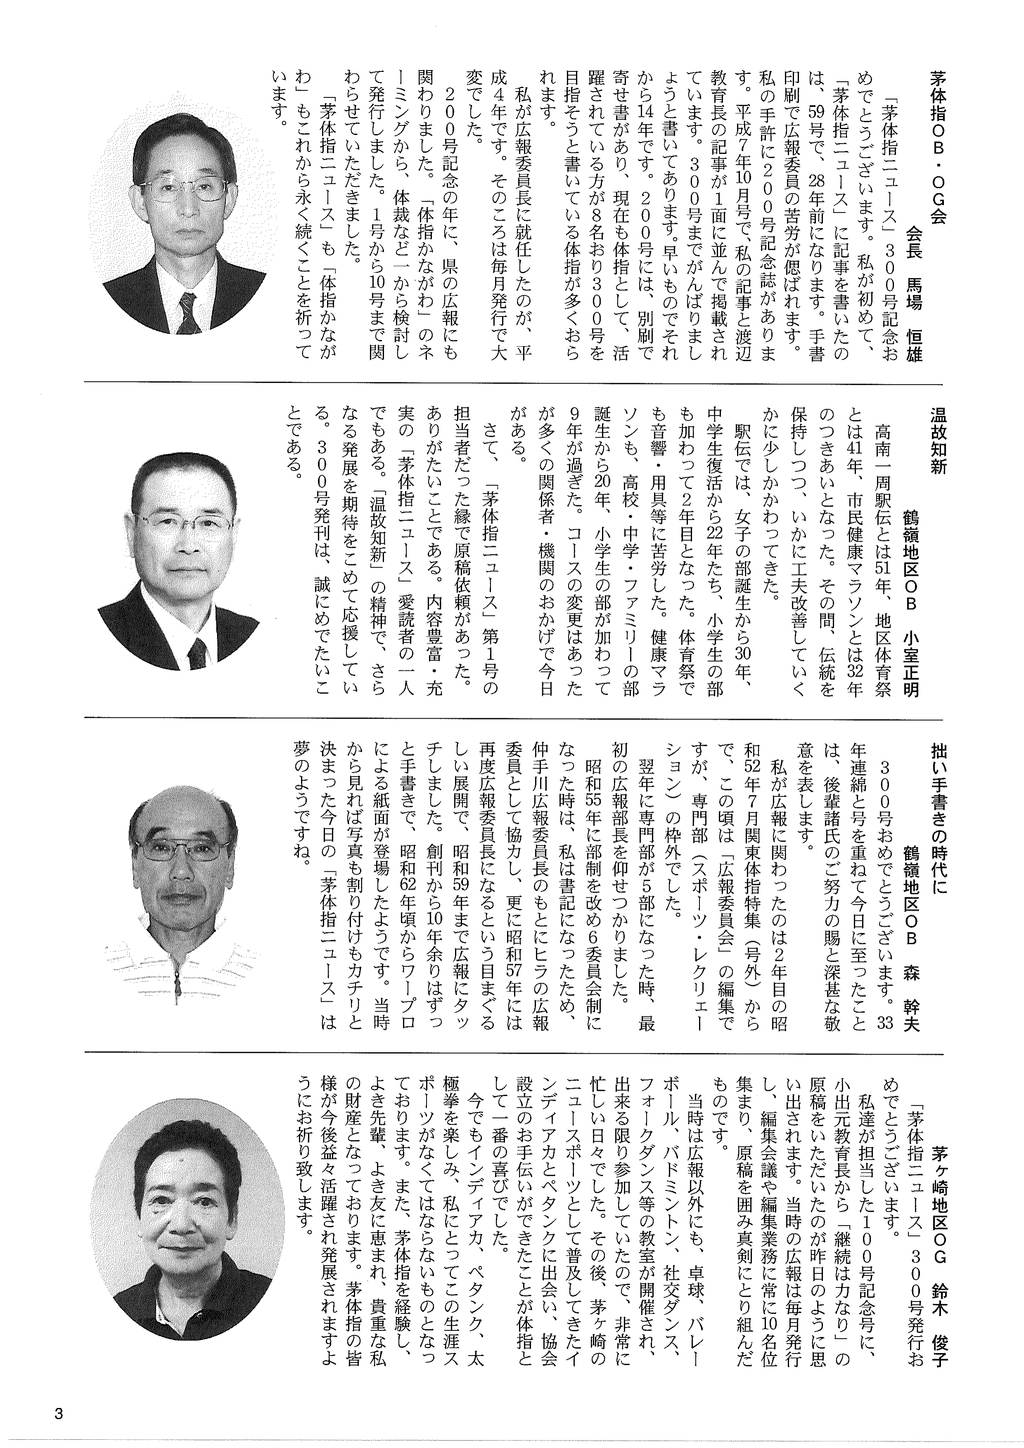 茅体指OB・OG会
会長　馬場　恒雄
「茅体指ニュース」300号記念お
めでとうございます。私が初めて、
「茅体指ニュース」に記事を書いたの
は、59号で、28年前になります。手書
印刷で広報委員の苦労が偲ばれます。
私の手許に200号記念誌がありま
す。平成7年10月号で、私の記事と渡辺
教育長の記事が1面に並んで掲載され
ています。300号までがんばりまし
ょうと書いてあります。早いものでそれ
から14年です。200号には、別刷で
寄せ書があり、現在も体指として、活
躍されている方が8名おり300号を
目指そうと書いている体指が多くおら
れます。
私が広報委員長に就任したのが、平
成4年です。そのころは毎月発行で大
変でした。
200号記念の年に、県の広報にも
関わりました。「体指かながわ」のネ
ーミングから、体裁など一から検討し
て発行しました。1号から10号まで関
わらせていただきました。
「茅体指ニュース」も「体指かなが
わ」もこれから永く続くことを祈って
います。
温故知新
鶴嶺地区OB　小室正明
高南一周駅伝とは51年、地区体育祭
とは41年、市民健康マラソンとは32年
のつきあいとなった。その間、伝統を
保持しつつ、いかに工夫改善していく
かに少しかかわってきた。
駅伝では、女子の部誕生から30年、
中学生復活から22年たち、小学生の部
も加わって2年目となった。体育祭で
も音響・用具等に苦労した。健康マラ
ソンも、高校・中学・ファミリーの部
誕生から20年、小学生の部が加わって
9年が過ぎた。コースの変更はあった
が多くの関係者・機関のおかげで今日
がある。
さて、「茅体指ニュース」第1号の
担当者だった縁で原稿依頼があった。
ありがたいことである。内容豊富・充
実の「茅体指ニュース」愛読者の一人
でもある。「温故知新」の精神で、さら
なる発展を期待をこめて応援してい
る。300号発刊は、誠にめでたいこ
とである。
拙い手書きの時代に
鶴嶺地区OB　森　幹夫
300号おめでとうございます。33
年連綿と号を重ねて今日に至ったこと
は、後輩諸氏のご努力の賜と深甚な敬
意を表します。
私が広報に関わったのは2年目の昭
和52年7月関東体指特集（号外）から
で、この頃は「広報委員会」の編集で
すが、専門部（スポーツ・レクリェー
ション）の枠外でした。
翌年に専門部が5部になった時、最
初の広報部長を仰せつかりました。
昭和55年に部制を改め6委員会制に
なった時は、私は書記になったため、
仲手川広報委員長のもとにヒラの広報
委員として協力し、更に昭和57年には
再度広報委員長になるという目まぐる
しい展開で、昭和59年まで広報にタッ
チしました。創刊から10年余りはずっ
と手書きで、昭和62年頃からワープロ
による紙面が登場したようです。当時
から見れば写真も割り付けもカチリと
決まった今日の「茅体指ニュース」は
夢のようですね。
茅ヶ崎地区OG　鈴木　俊子
「茅体指ニュース」300号発行お
めでとうございます。
私達が担当した100号記念号に、
小出元教育長から「継続は力なり」の
原稿をいただいたのが昨日のように思
い出されます。当時の広報は毎月発行
し、編集会議や編集業務に常に10名位
集まり、原稿を囲み真剣にとり組んだ
ものです。
当時は広報以外にも、卓球、バレー
ボール、バドミントン、社交ダンス、
フォークダンス等の教室が開催され、
出来る限り参加していたので、非常に
忙しい日々でした。その後、茅ヶ崎の
ニュースポーツとして普及してきたイ
ンディアカとペタンクに出会い、協会
設立のお手伝いができたことが体指と
して一番の喜びでした。
今でもインディアカ、ペタンク、太
極拳を楽しみ、私にとってこの生涯ス
ポーツがなくてはならないものとなっ
ております。また、茅体指を経験し、
よき先輩、よき友に恵まれ、貴重な私
の財産となっております。茅体指の皆
様が今後益々活躍され発展されますよ
うにお祈り致します。
3